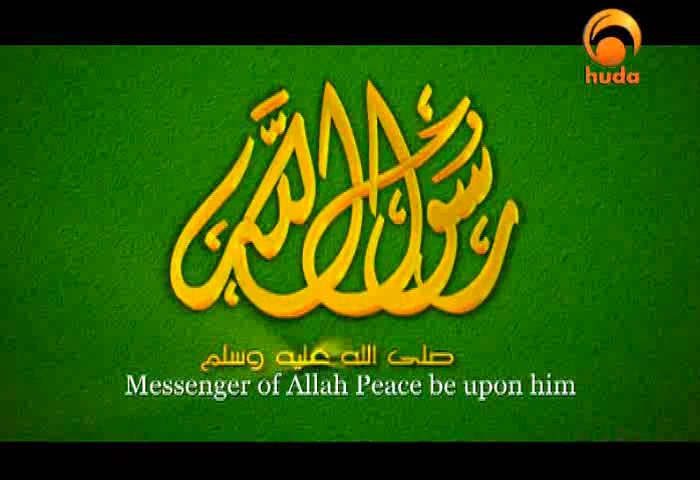 huda
رسول الله
صلى الله عليه وسلم
Messenger of Allah Peace be upon him